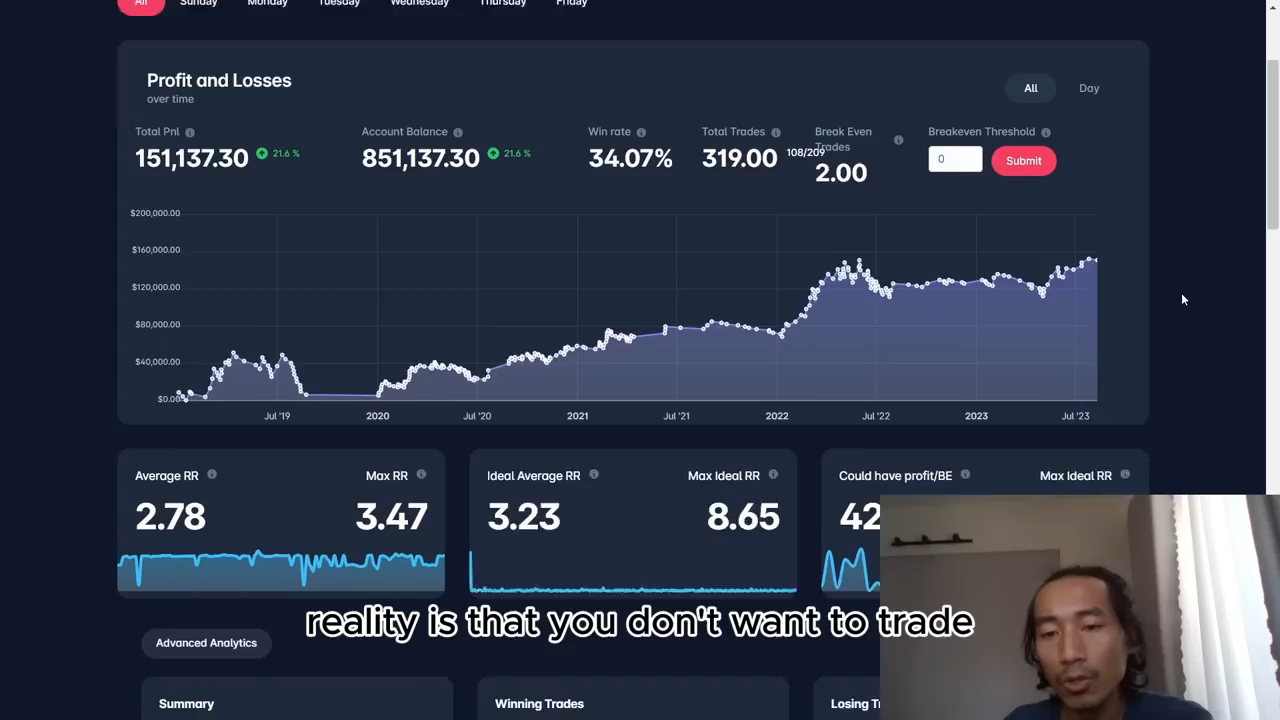 All Sunday Monday Tuesday Wednesday Thursday Friday
Profit and Losses
over time
All Day
Total Pnl
151,137.30 21.6 %
Account Balance
851,137.30 21.6 %
Win rate
34.07%
Total Trades
319.00 108/209
Break Even
Trades
2.00
Breakeven Threshold
0 Submit
$200,000.00
$160,000.00
$120,000.00
$80,000.00
$40,000.00
$0.00
Jul '19 2020 Jul '20 2021 Jul '21 2022 Jul '22 2023 Jul '23
Average RR Max RR
2.78 3.47
Ideal Average RR Max Ideal RR
3.23 8.65
Could have profit/BE Max Ideal RR
42
reality is that you don't want to trade
Advanced Analytics
Summary
Winning Trades